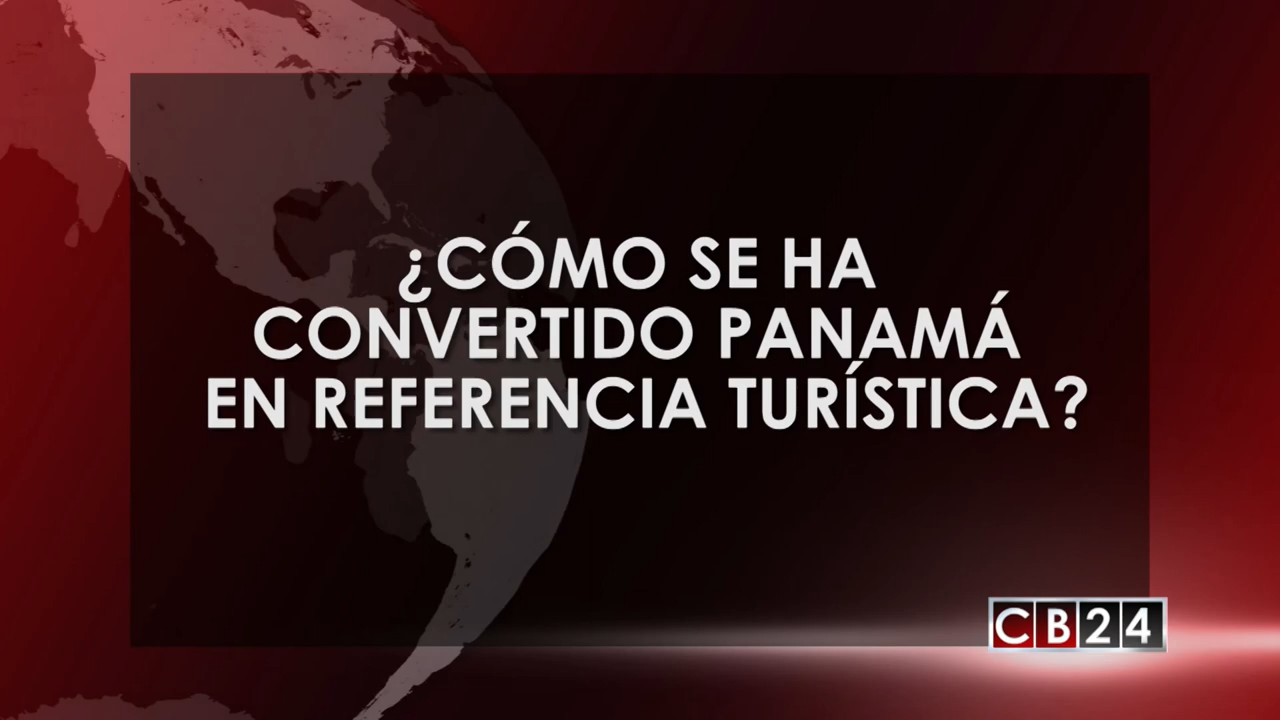 ¿CÓMO SE HA
CONVERTIDO PANAMÁ
EN REFERENCIA TURÍSTICA?
CB24